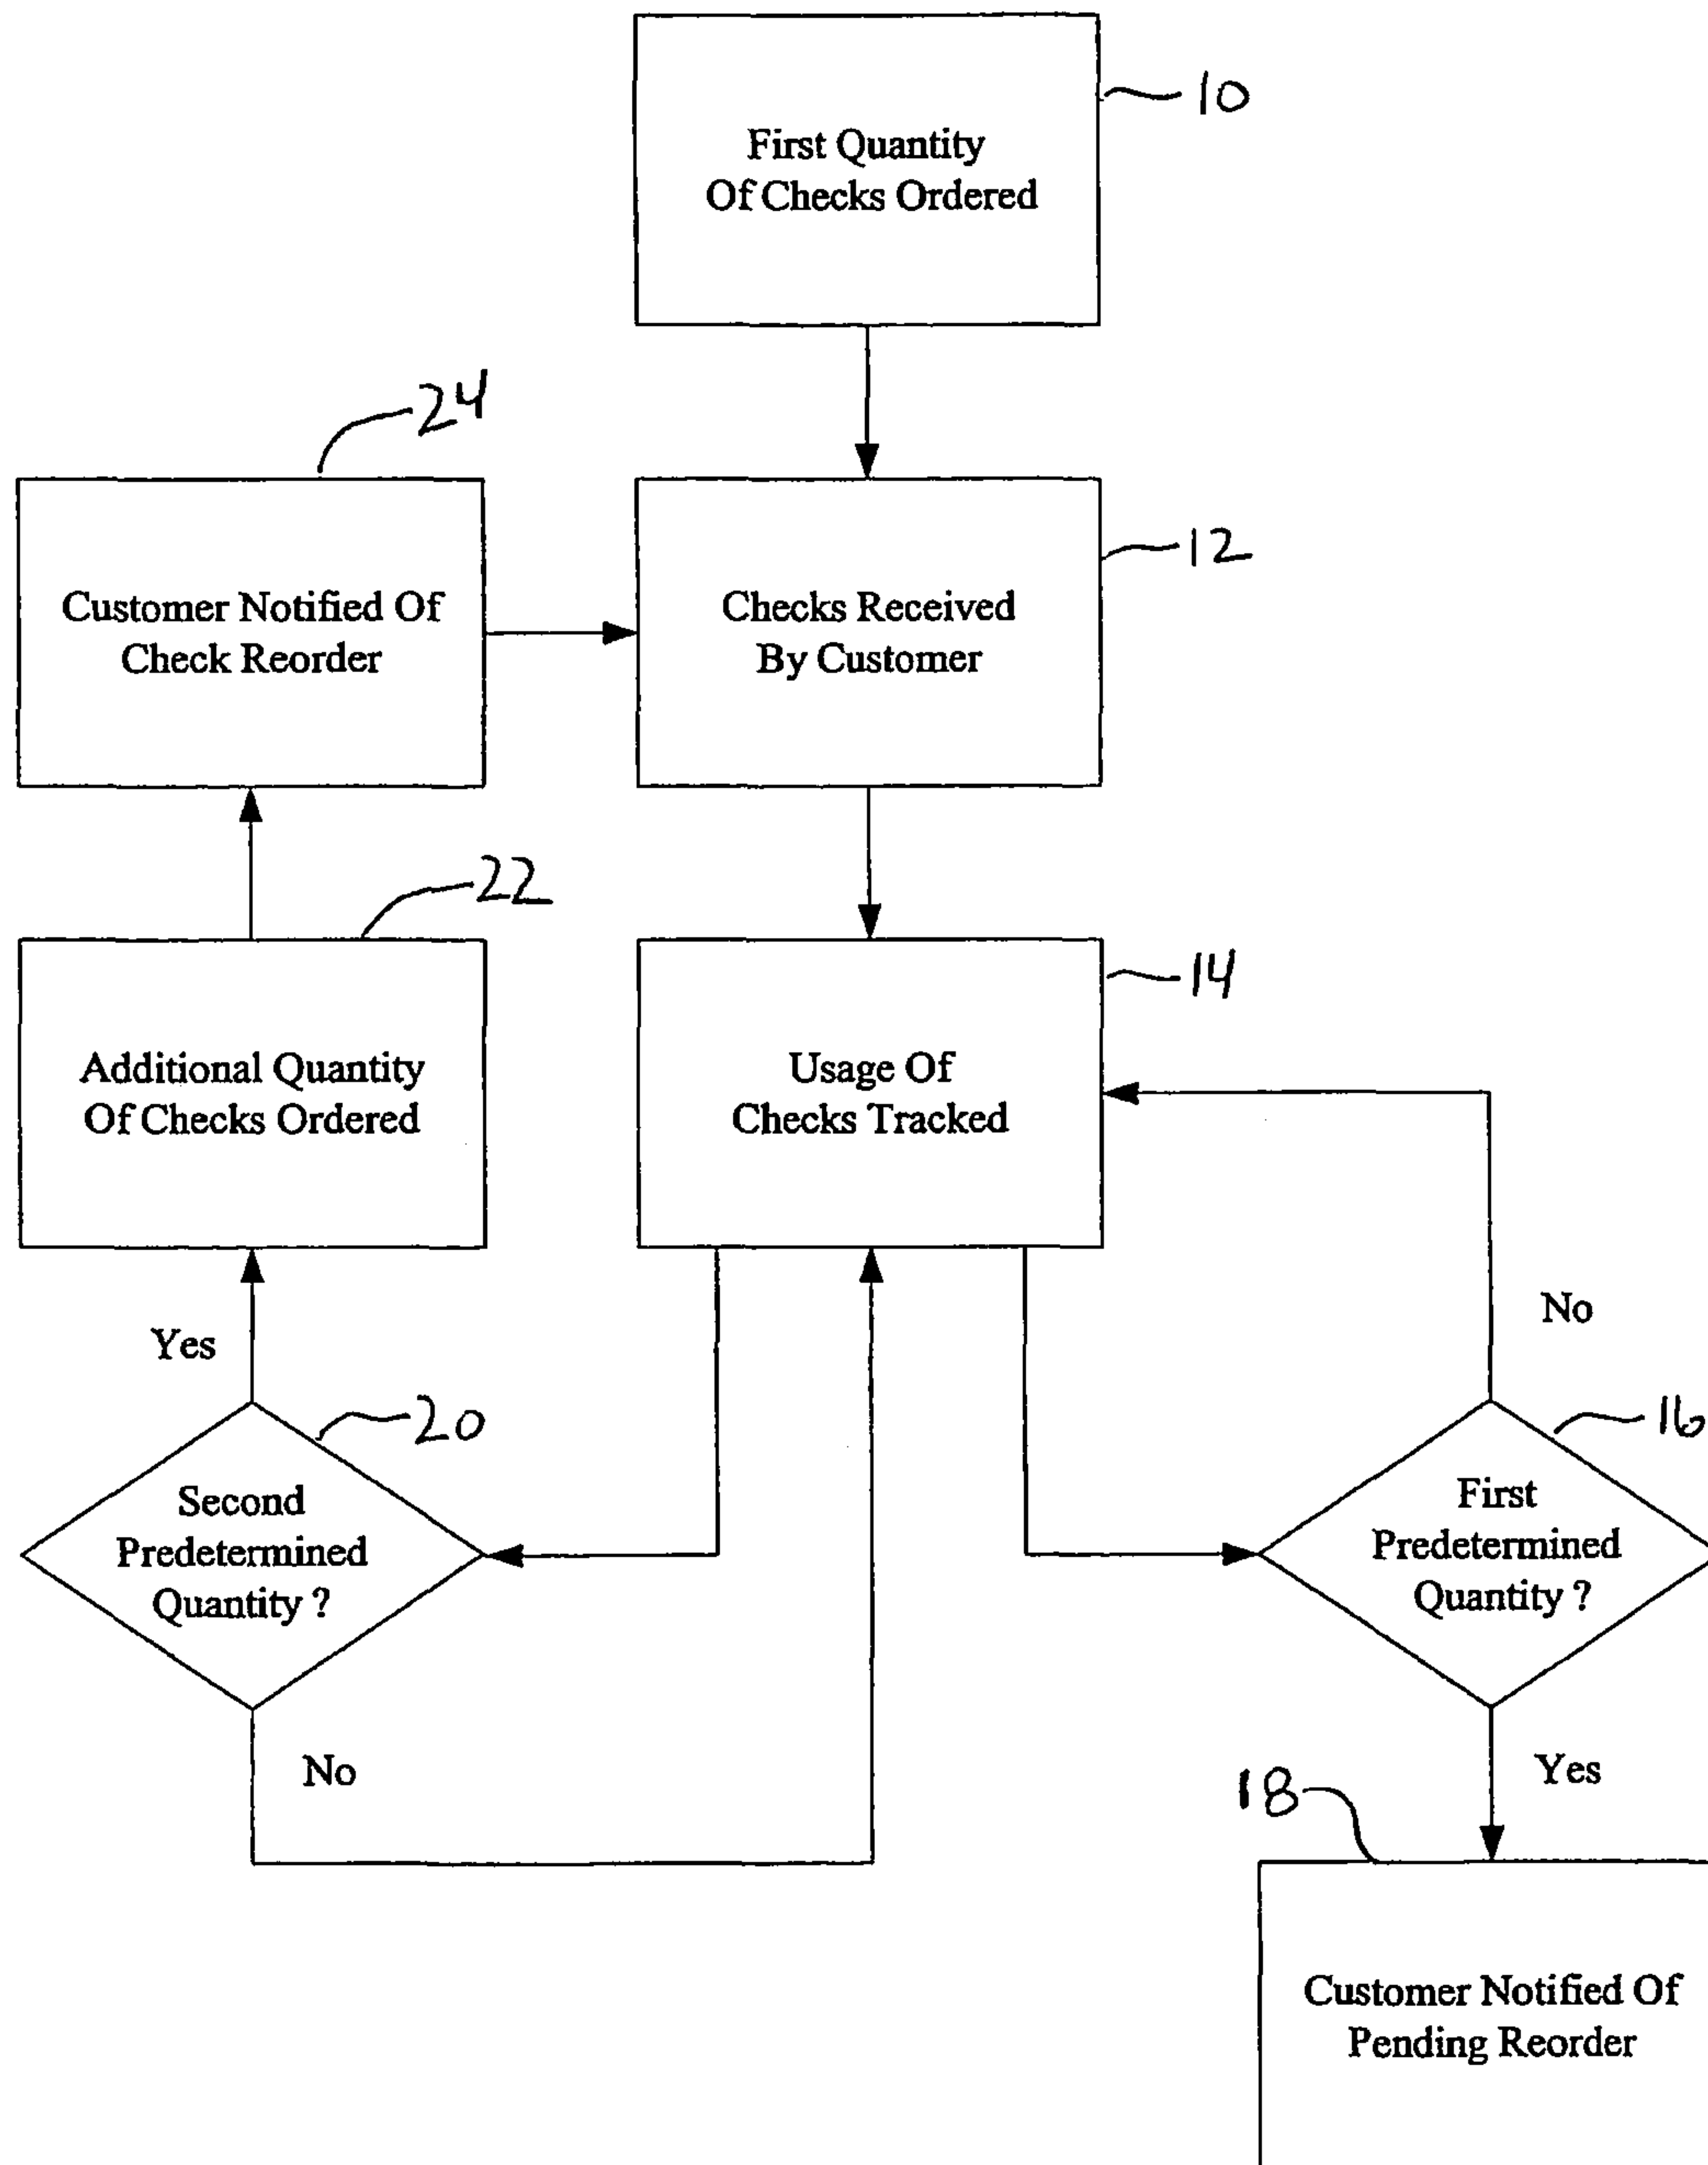 10
First Quantity
Of Checks Ordered
24
Customer Notified Of
Check Reorder
12
Checks Received
By Customer
22
Additional Quantity
Of Checks Ordered
14
Usage Of
Checks Tracked
Yes
No
20
Second
Predetermined
Quantity ?
16
First
Predetermined
Quantity ?
No
Yes
18
Customer Notified Of
Pending Reorder